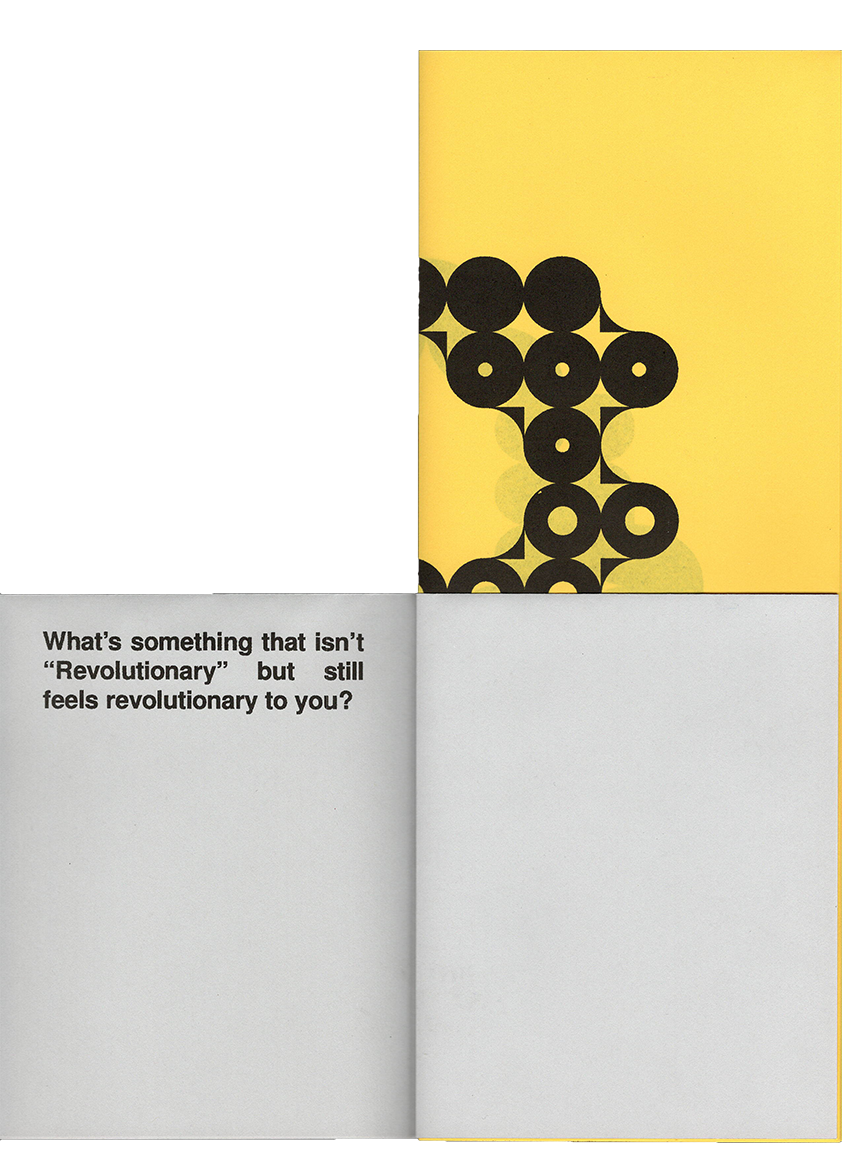 What’s something that isn’t
“Revolutionary” but still
feels revolutionary to you?